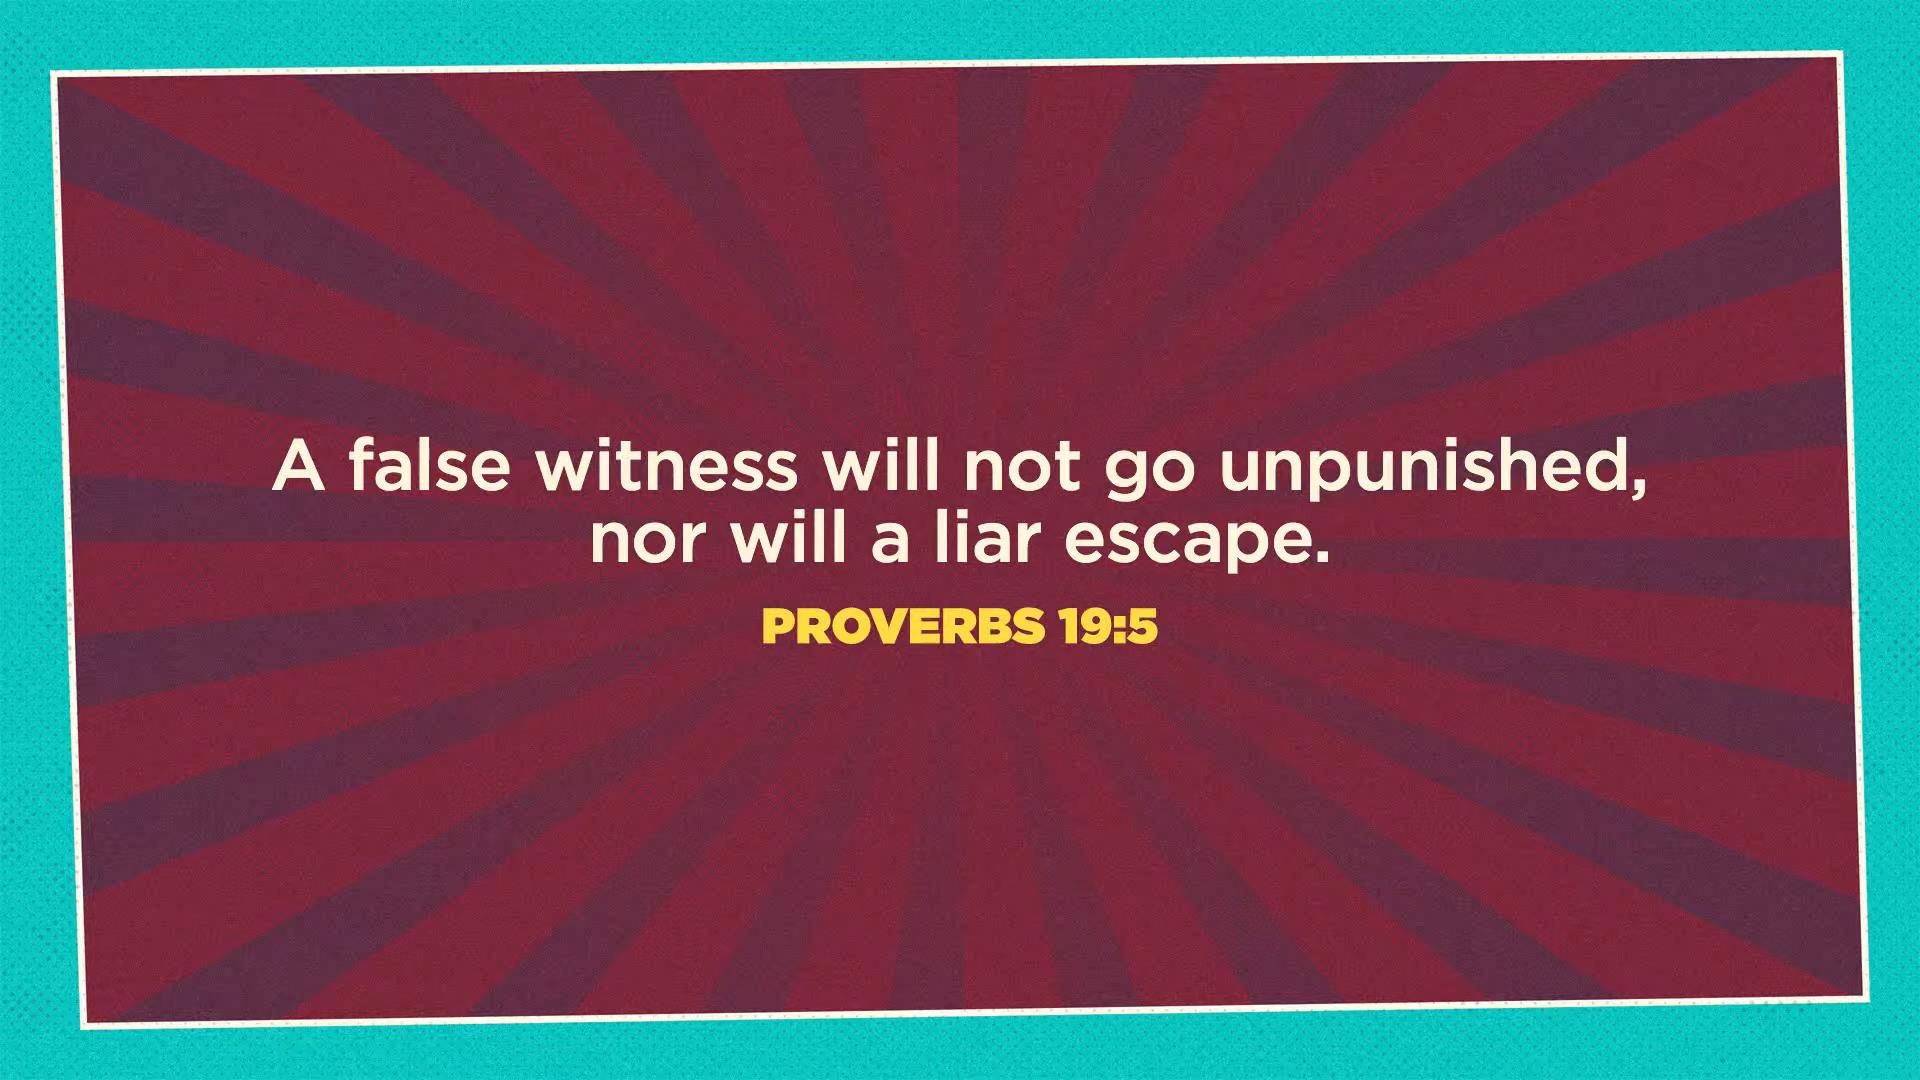 A false witness will not go unpunished,
nor will a liar escape.
PROVERBS 19:5